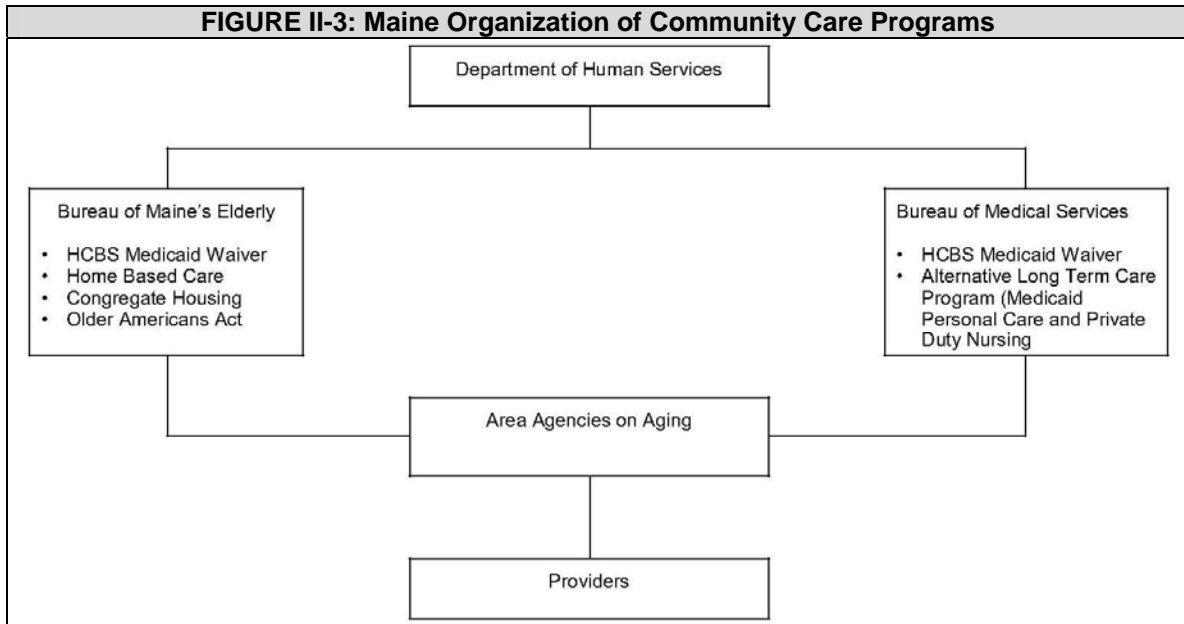 FIGURE II-3: Maine Organization of Community Care Programs
Department of Human Services
Bureau of Maine's Elderly
• HCBS Medicaid Waiver
• Home Based Care
• Congregate Housing
• Older Americans Act
Bureau of Medical Services
• HCBS Medicaid Waiver
• Alternative Long Term Care
Program (Medicaid
Personal Care and Private
Duty Nursing
Area Agencies on Aging
Providers